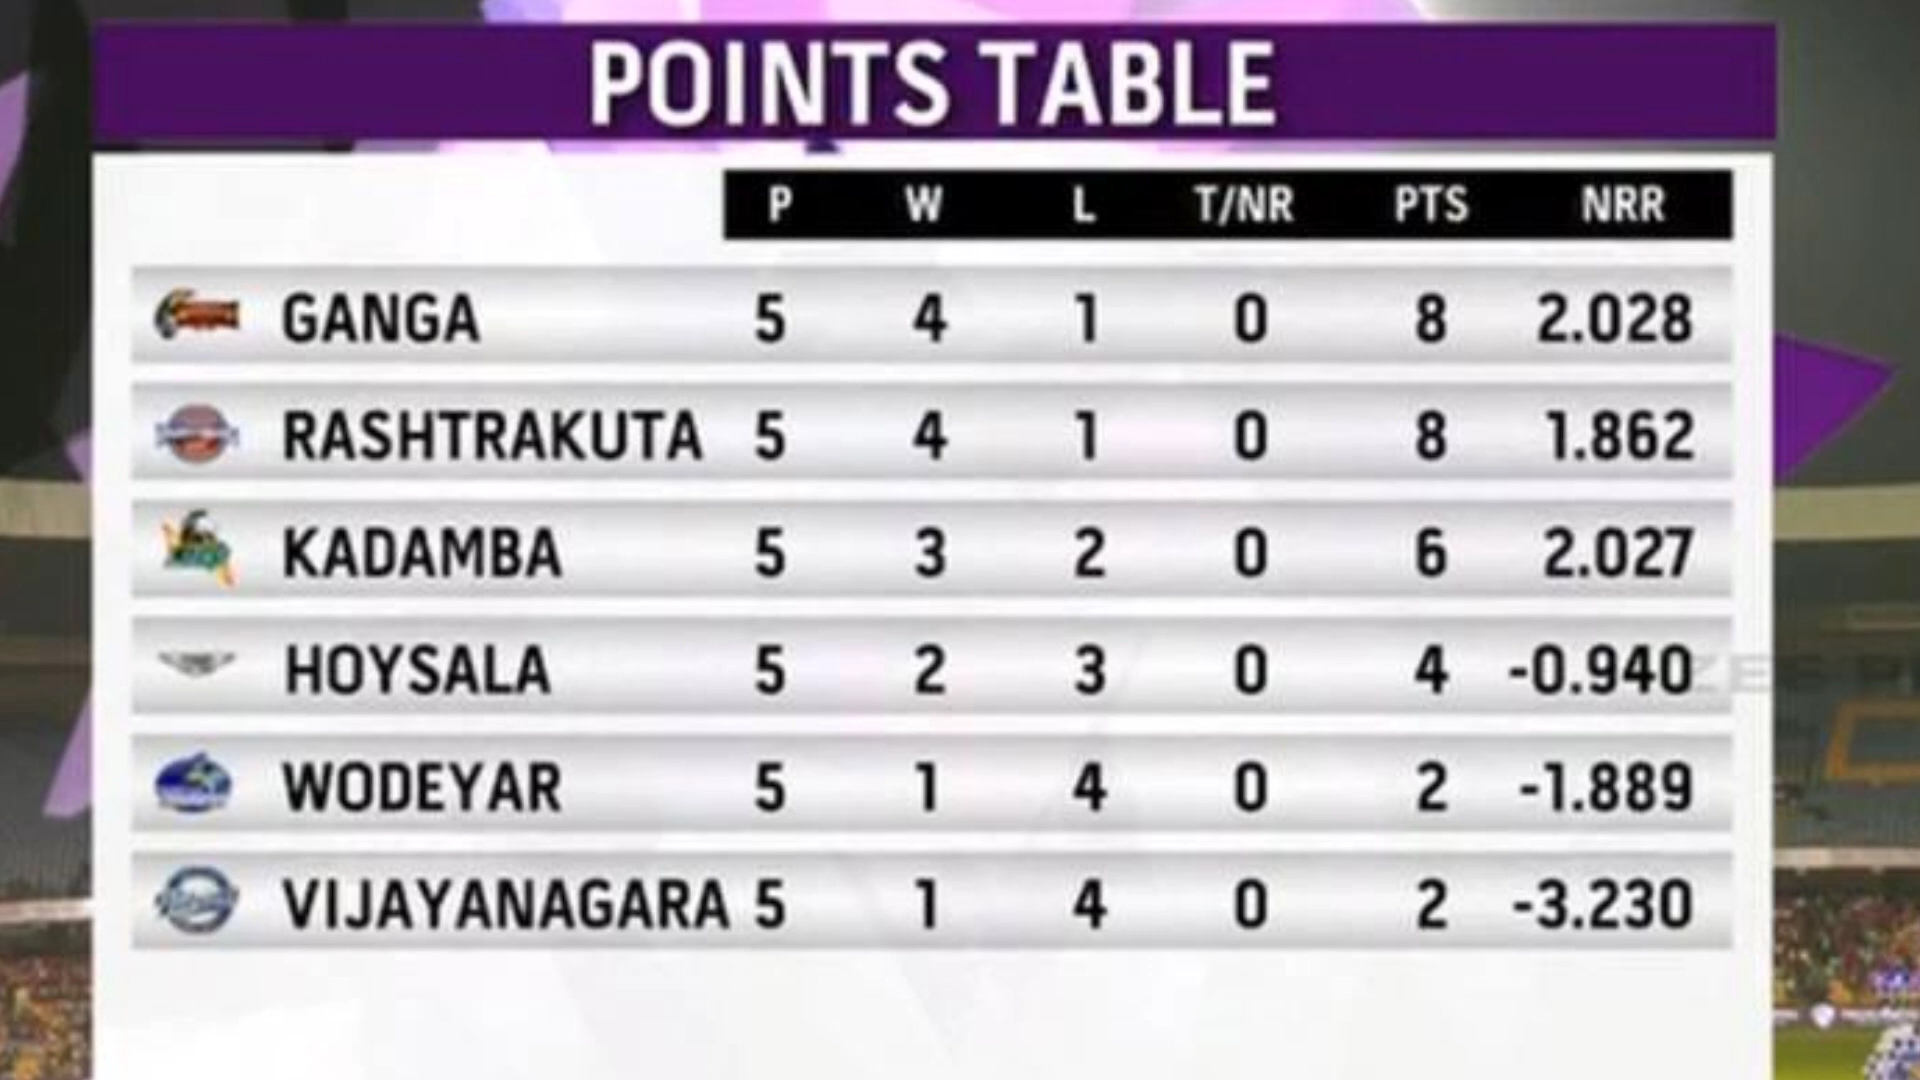 POINTS TABLE
P W L T/NR PTS NRR
GANGA 5 4 1 0 8 2.028
RASHTRAKUTA 5 4 1 0 8 1.862
KADAMBA 5 3 2 0 6 2.027
HOYSALA 5 2 3 0 4 -0.940
WODEYAR 5 1 4 0 2 -1.889
VIJAYANAGARA 5 1 4 0 2 -3.230